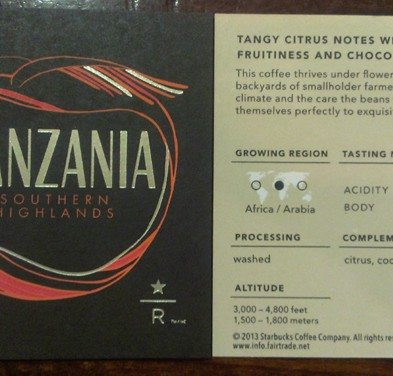 ANZANIA
SOUTHERN
HIGHLANDS
R
TANGY CITRUS NOTES W
FRUITINESS AND CHOCO
This coffee thrives under flower
backyards of smallholder farme
climate and the care the beans
themselves perfectly to exquisi
GROWING REGION
Africa / Arabia
TASTING
ACIDITY
BODY
PROCESSING
washed
COMPLEM
citrus, coc
ALTITUDE
3,000 – 4,800 feet
1,500 – 1,800 meters
© 2013 Starbucks Coffee Company. All rights rese
www.info.fairtrade.net